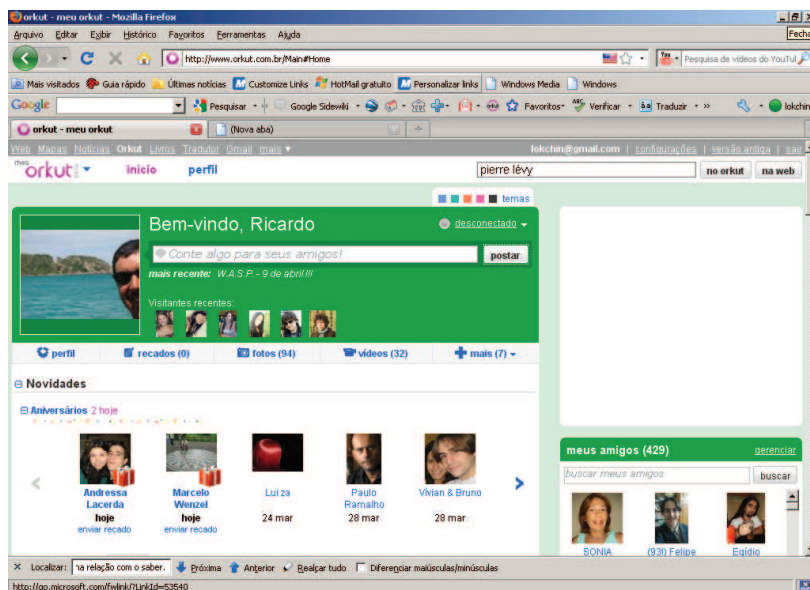 orkut - meu orkut - Mozilla Firefox
Arquivo Editar Exibir Histórico Favoritos Ferramentas Ajuda
Fecha
http://www.orkut.com.br/Main#Home
You
Pesquisa de vídeos do YouTul
Mais visitados Guia rápido Últimas notícias Customize Links HotMail gratuito Personalizar links Windows Media Windows
Google Pesquisar Google Sidewiki Favoritos Verificar Traduzir » lokchin
orkut - meu orkut (Nova aba)
Web Mapas Notícias Orkut Livros Tradutor Gmail mais ▼ lokchin@gmail.com | configurações | versão antiga | sair
meu
orkut início perfil pierre lévy no orkut na web
temas
Bem-vindo, Ricardo desconectado
Conte algo para seus amigos! postar
mais recente: W.A.S.P. - 9 de abril !!!
Visitantes recentes:
perfil recados (0) fotos (94) vídeos (32) mais (7)
Novidades
Aniversários 2 hoje
Andressa Lacerda
hoje
enviar recado
Marcelo Wenzel
hoje
enviar recado
Lui za
24 mar
Paulo Ramalho
28 mar
Vivian & Bruno
28 mar
meus amigos (429) gerenciar
buscar meus amigos buscar
SONIA (930) Felipe Egídio
Localizar: na relação com o saber. Próxima Anterior Realçar tudo Diferenciar maiúsculas/minúsculas
http://go.microsoft.com/fwlink/?LinkId=53540